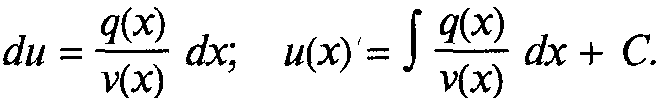 du = q(x)/v(x) dx; u(x) = ∫ q(x)/v(x) dx + C.